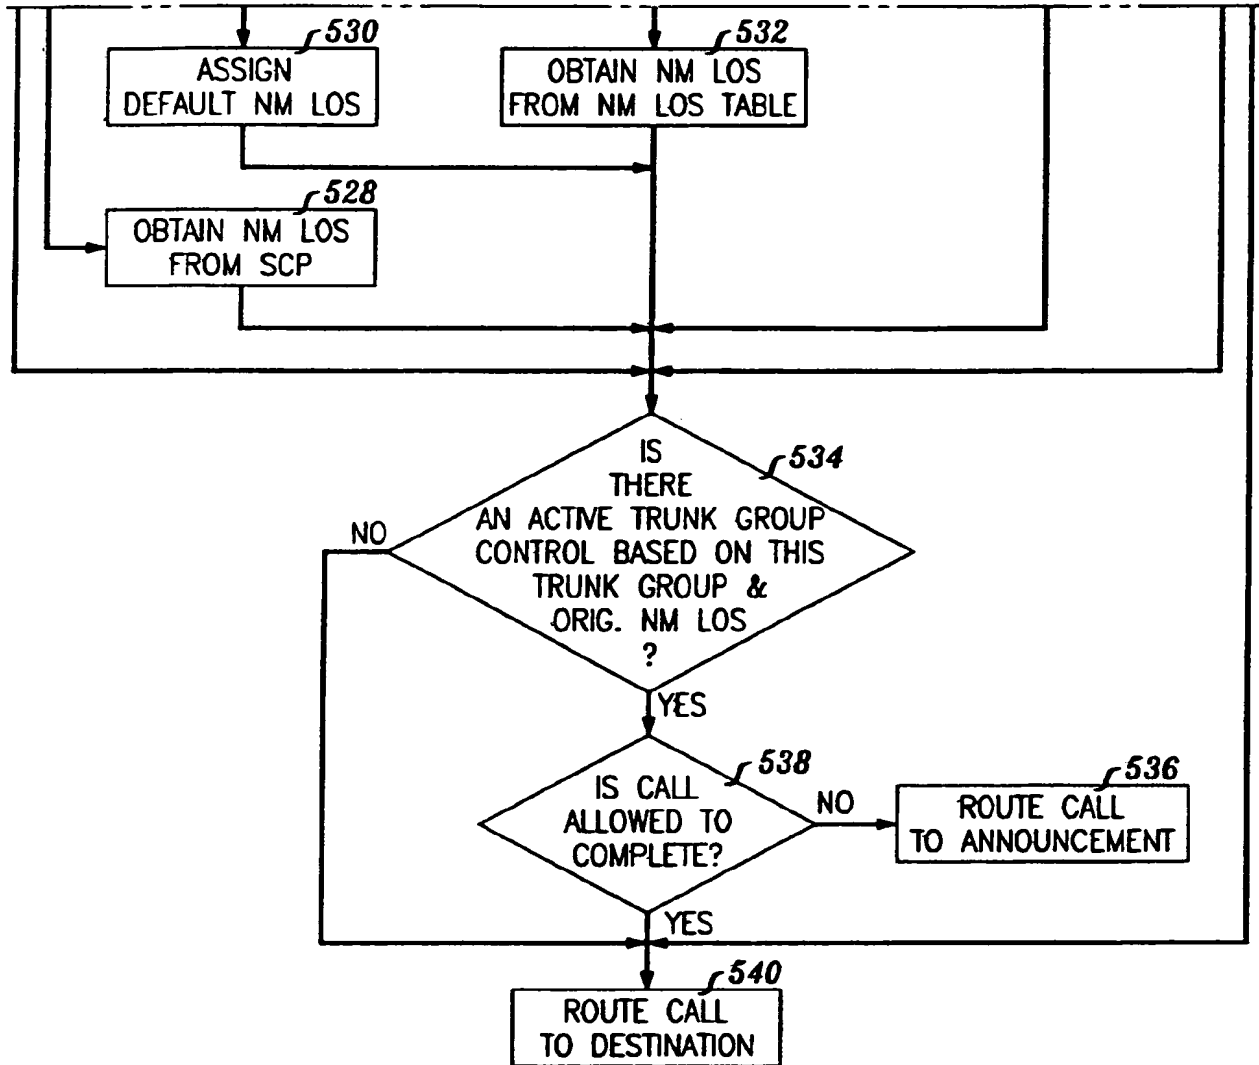 530
ASSIGN
DEFAULT NM LOS
532
OBTAIN NM LOS
FROM NM LOS TABLE
528
OBTAIN NM LOS
FROM SCP
534
IS
THERE
AN ACTIVE TRUNK GROUP
CONTROL BASED ON THIS
TRUNK GROUP &
ORIG. NM LOS
?
NO
YES
538
IS CALL
ALLOWED TO
COMPLETE?
NO
536
ROUTE CALL
TO ANNOUNCEMENT
YES
540
ROUTE CALL
TO DESTINATION